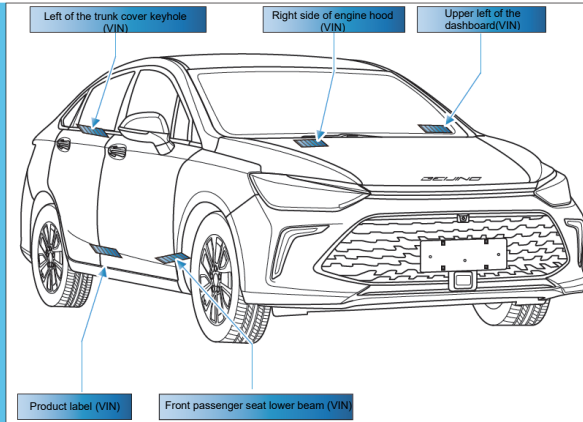 Left of the trunk cover keyhole
(VIN)
Right side of engine hood
(VIN)
Upper left of the
dashboard(VIN)
BEIJING
Product label (VIN)
Front passenger seat lower beam (VIN)